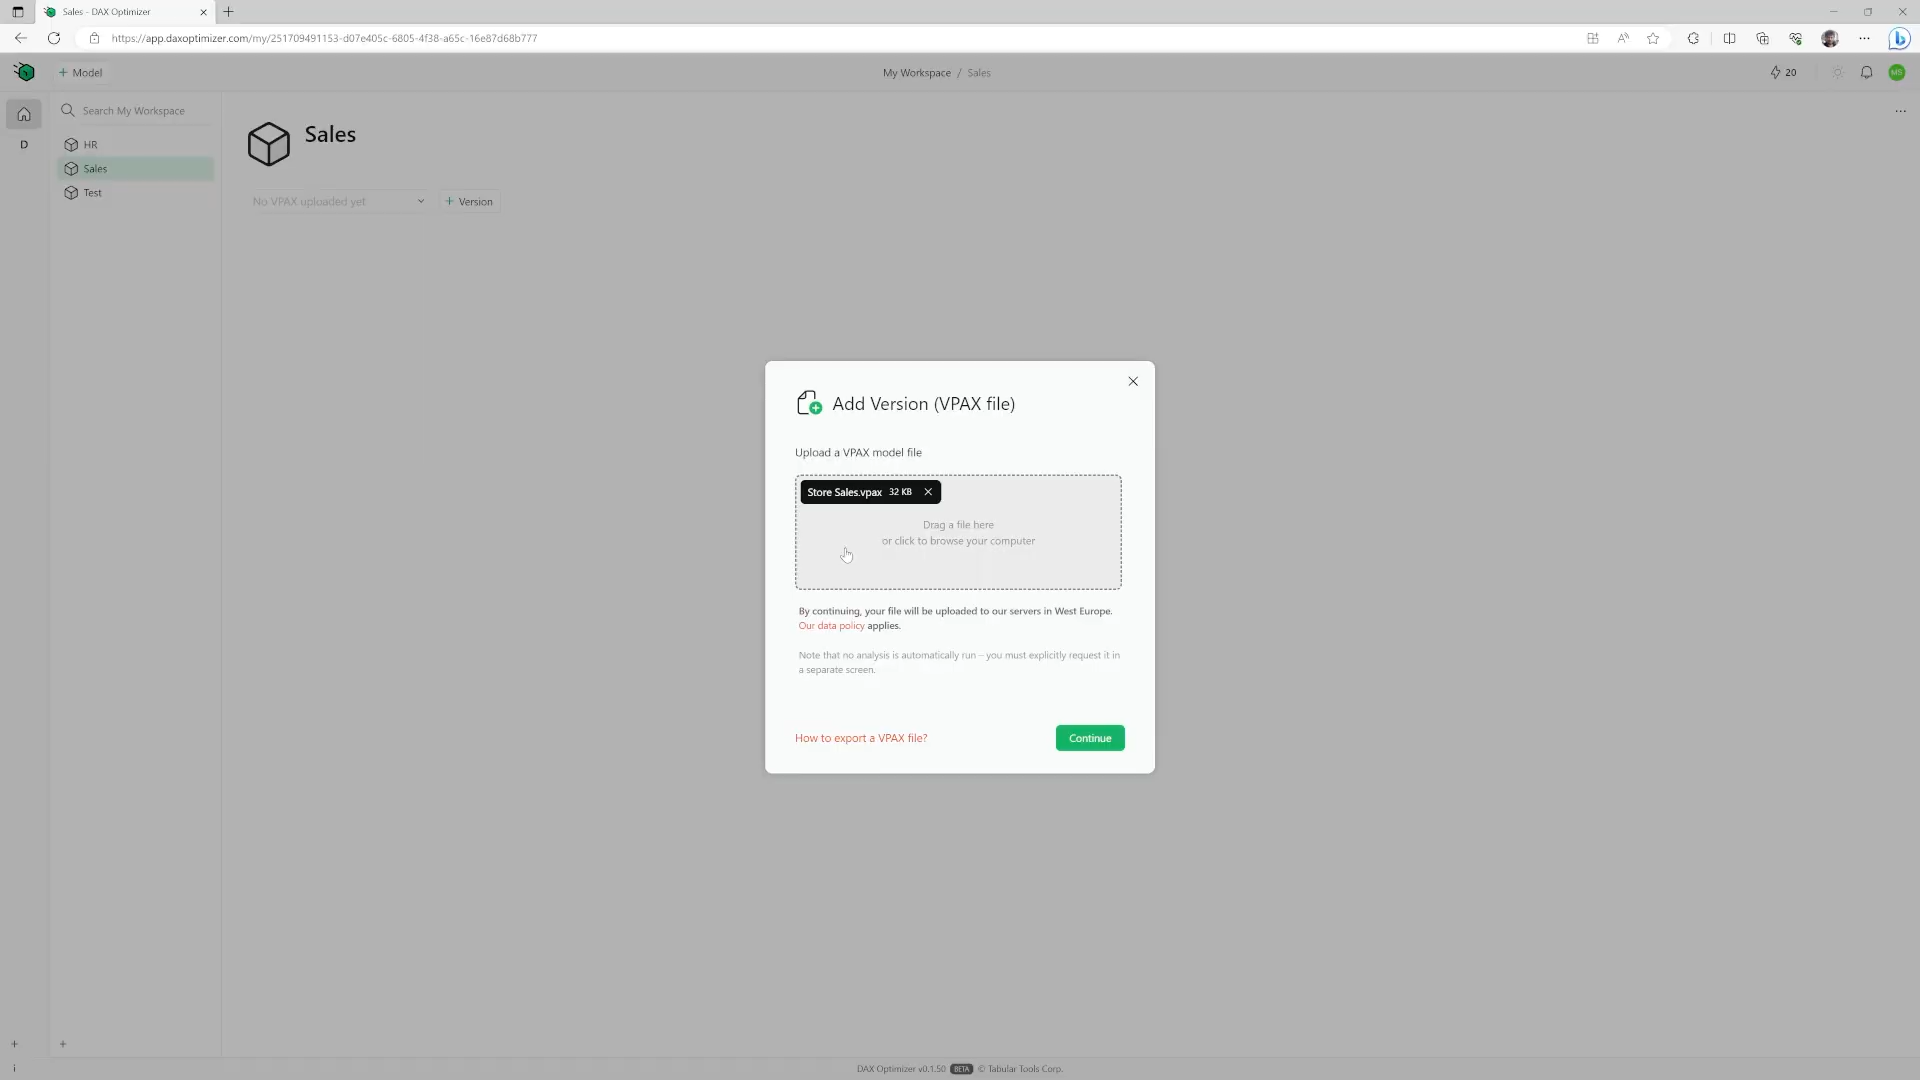 Sales - DAX Optimizer
https://app.daxoptimizer.com/my/251709491153-d07e405c-6805-4f38-a65c-16e87d68b777
+ Model
My Workspace / Sales
20
MS
Search My Workspace
D
HR
Sales
Test
Sales
No VPAX uploaded yet
+ Version
Add Version (VPAX file)
Upload a VPAX model file
Store Sales.vpax 32 KB
Drag a file here
or click to browse your computer
By continuing, your file will be uploaded to our servers in West Europe.
Our data policy applies.
Note that no analysis is automatically run – you must explicitly request it in
a separate screen.
How to export a VPAX file?
Continue
DAX Optimizer v0.1.50 BETA © Tabular Tools Corp.